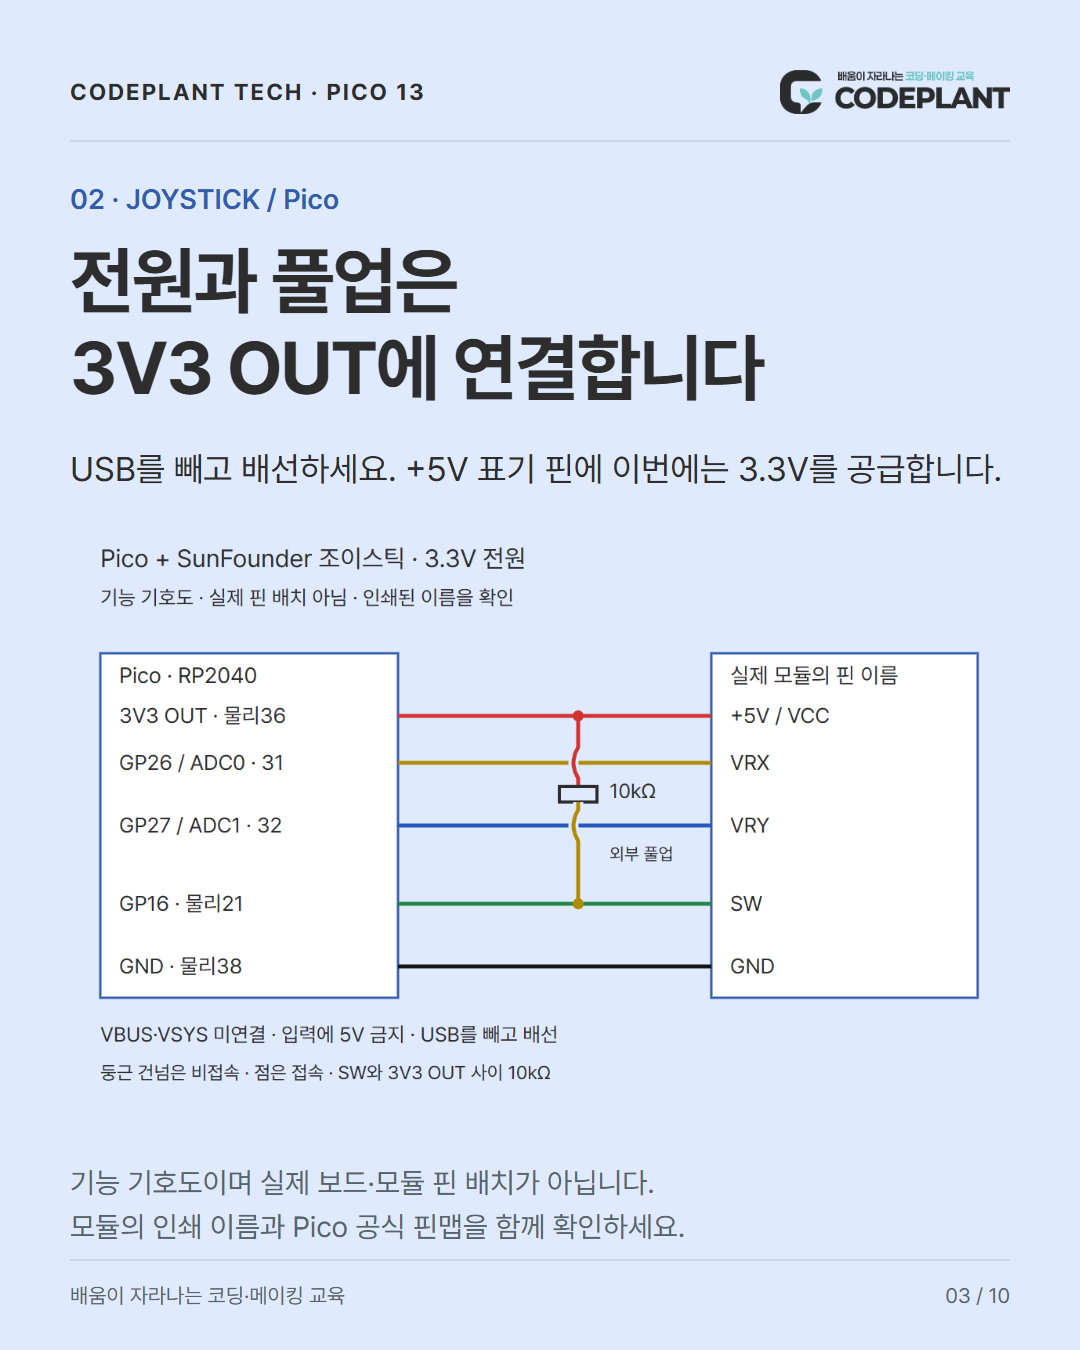 CODEPLANT TECH · PICO 13
배움이 자라나는 코딩·메이킹 교육
CODEPLANT
02 · JOYSTICK / Pico
전원과 풀업은
3V3 OUT에 연결합니다
USB를 빼고 배선하세요. +5V 표기 핀에 이번에는 3.3V를 공급합니다.
Pico + SunFounder 조이스틱 · 3.3V 전원
기능 기호도 · 실제 핀 배치 아님 · 인쇄된 이름을 확인
Pico · RP2040
실제 모듈의 핀 이름
3V3 OUT · 물리36
+5V / VCC
GP26 / ADC0 · 31
VRX
10kΩ
GP27 / ADC1 · 32
VRY
외부 풀업
GP16 · 물리21
SW
GND · 물리38
GND
VBUS·VSYS 미연결 · 입력에 5V 금지 · USB를 빼고 배선
둥근 건넘은 비접속 · 점은 접속 · SW와 3V3 OUT 사이 10kΩ
기능 기호도이며 실제 보드·모듈 핀 배치가 아닙니다.
모듈의 인쇄 이름과 Pico 공식 핀맵을 함께 확인하세요.
배움이 자라나는 코딩·메이킹 교육
03 / 10